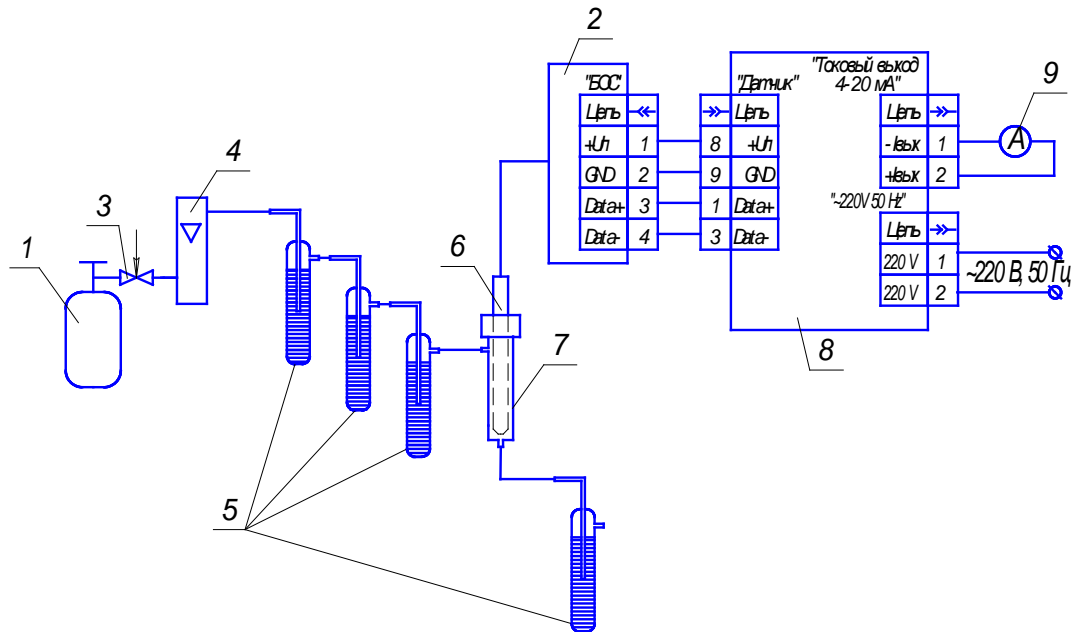 2
"БОС"
Цепь
+Uп 1
GND 2
Data+ 3
Data- 4
"Датчик"
Цепь
8 +Uп
9 GND
1 Data+
3 Data-
"Токовый выход
4-20 мА"
Цепь
- Iвых 1
+Iвых 2
"~220V 50 Hz"
Цепь
220 V 1
220 V 2
~220 В, 50 Гц
9
A
8
4
3
1
6
7
5